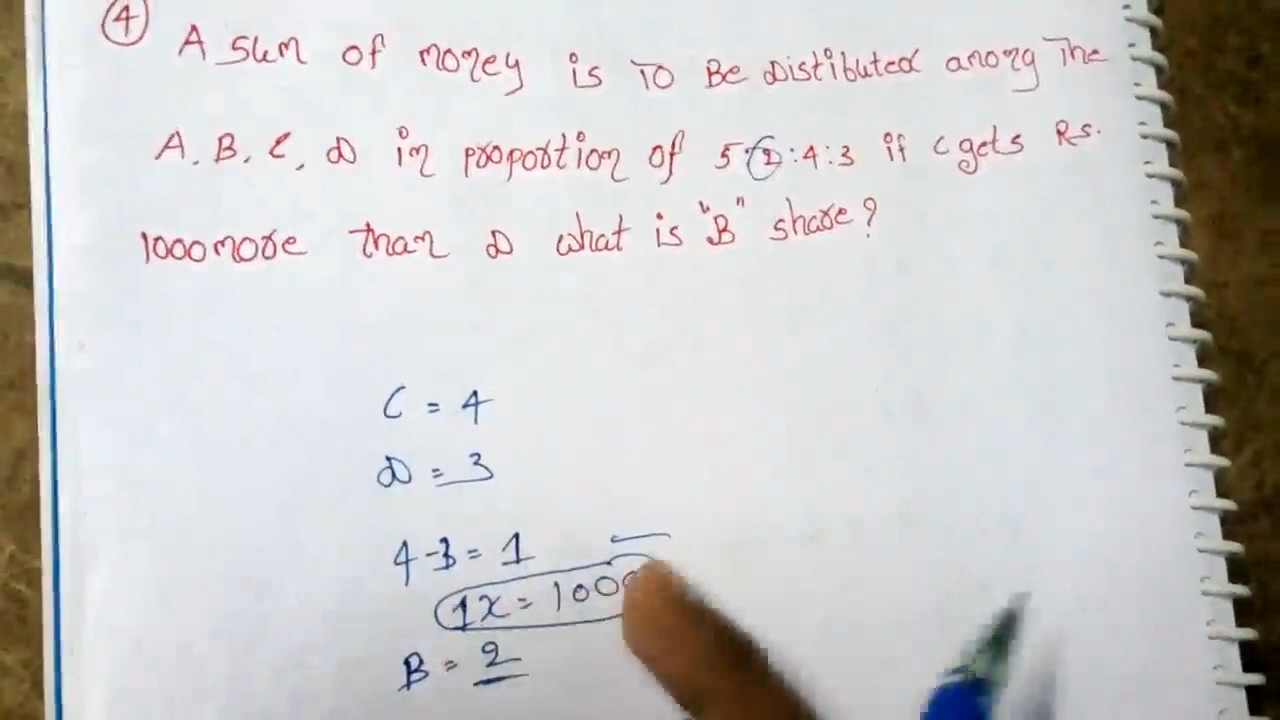 4
A sum of money is To Be Distibuted among The
A, B, C, D in proportion of 5 2:4:3 if C gets Rs.
1000 more than D what is "B" share?
C = 4
D = 3
4-3 = 1
1x = 100
B = 2